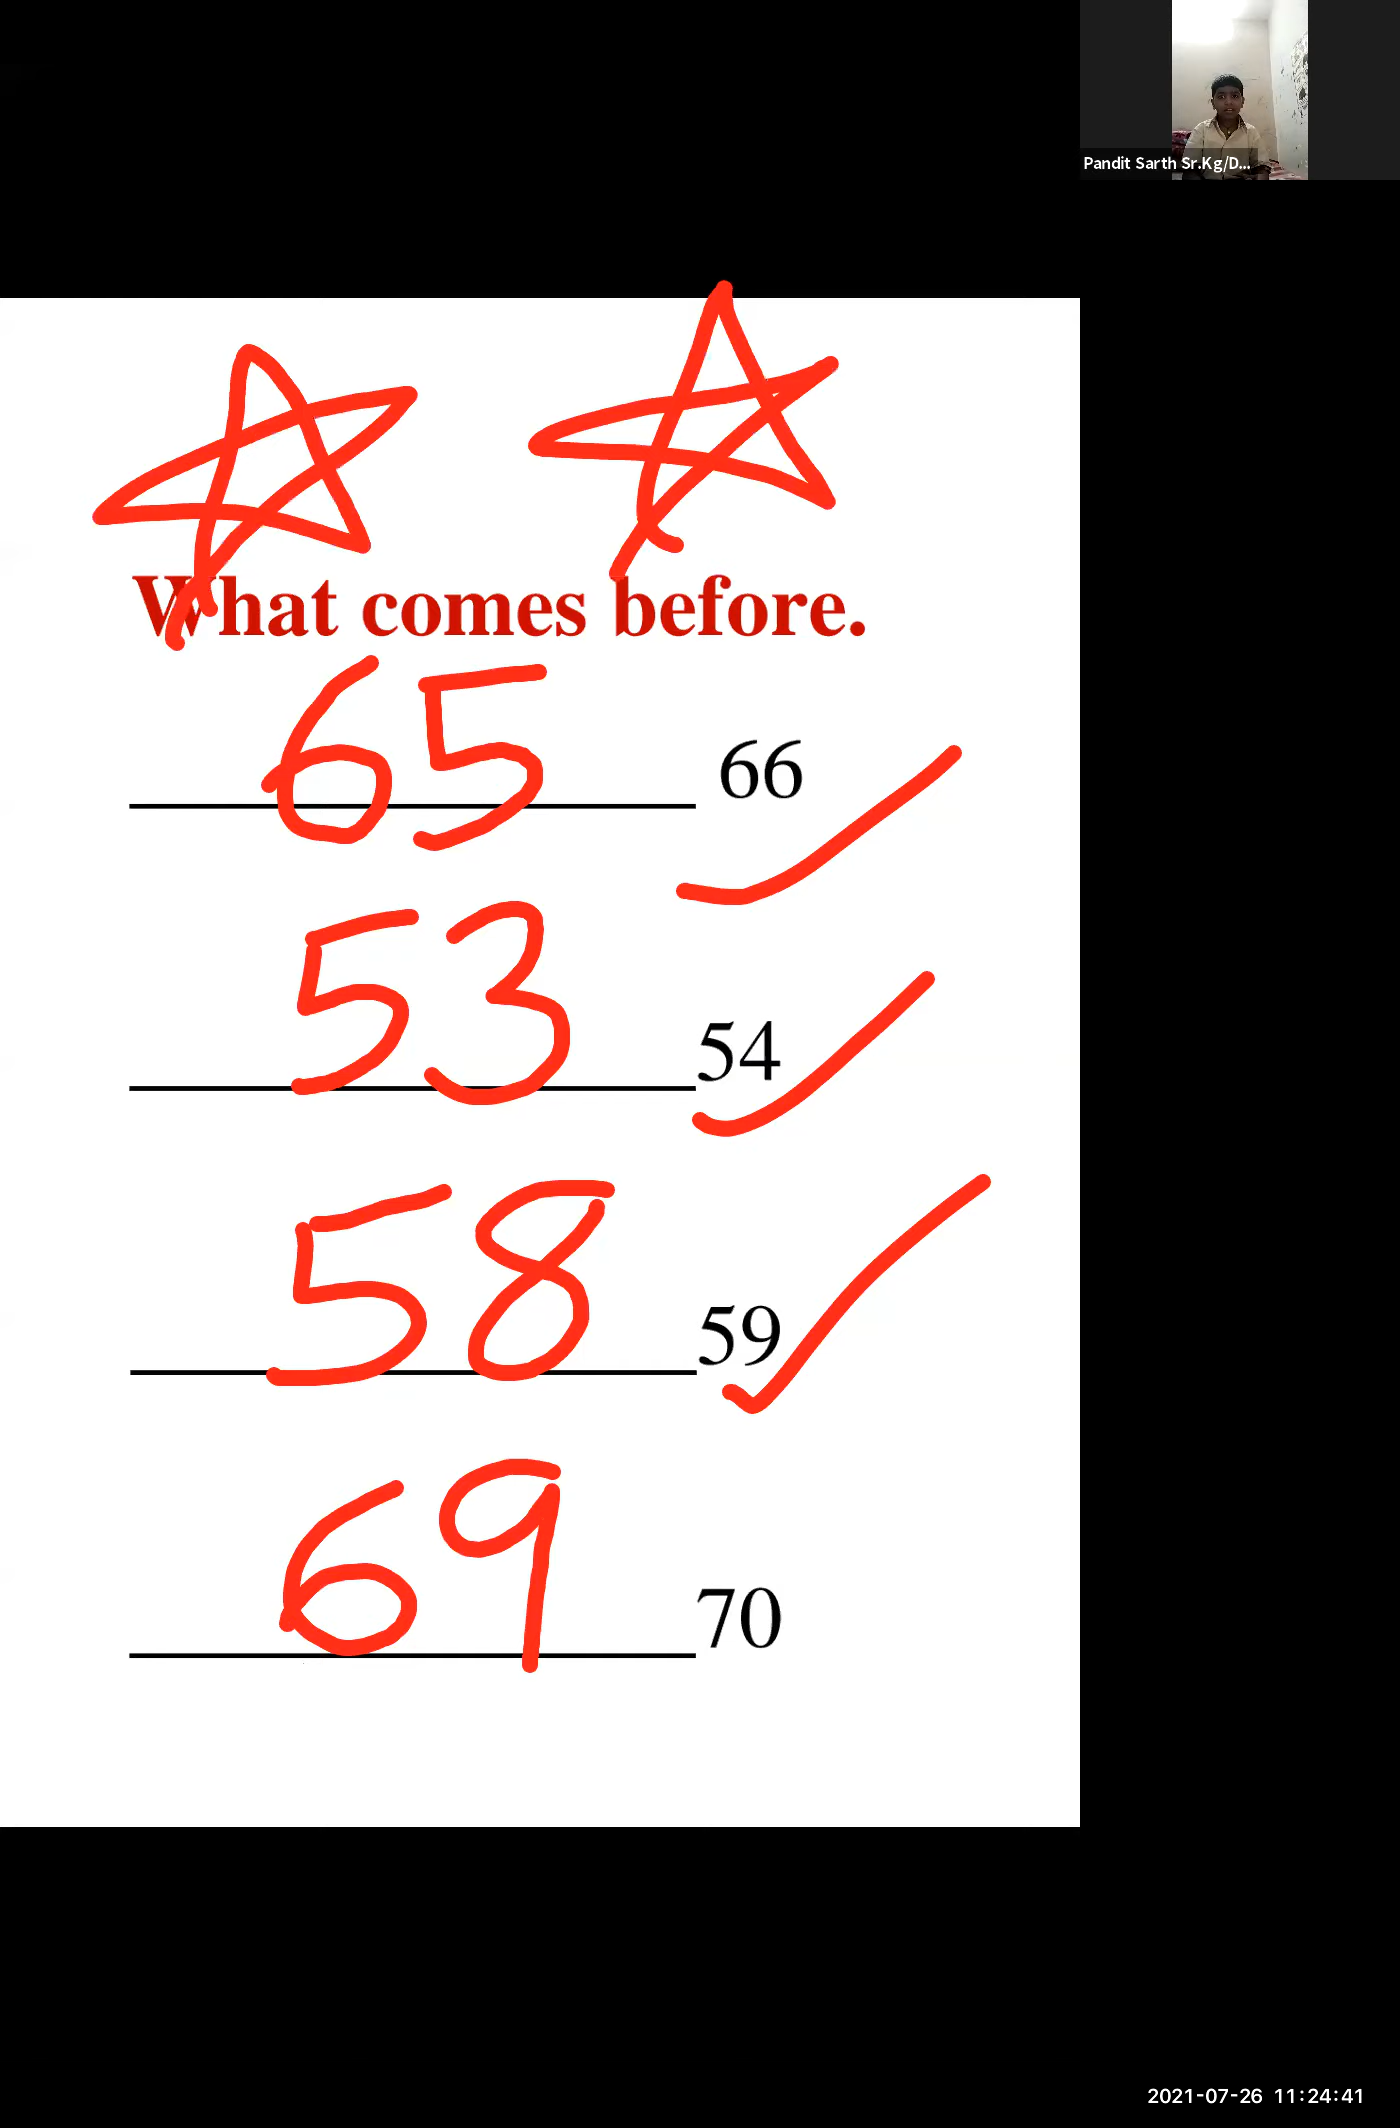 Pandit Sarth Sr.Kg/D...
What comes before.
65 66
53 54
58 59
69 70
2021-07-26 11:24:41